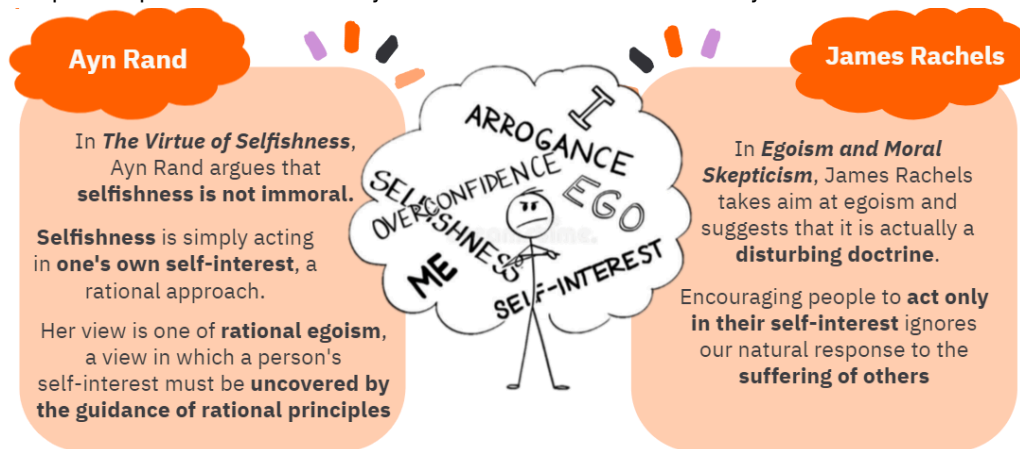 Ayn Rand
In The Virtue of Selfishness,
Ayn Rand argues that
selfishness is not immoral.
Selfishness is simply acting
in one's own self-interest, a
rational approach.
Her view is one of rational egoism,
a view in which a person's
self-interest must be uncovered by
the guidance of rational principles
I
ARROGANCE
SELFISHNESS
OVERCONFIDENCE
EGO
ME
SELF-INTEREST
James Rachels
In Egoism and Moral
Skepticism, James Rachels
takes aim at egoism and
suggests that it is actually a
disturbing doctrine.
Encouraging people to act only
in their self-interest ignores
our natural response to the
suffering of others